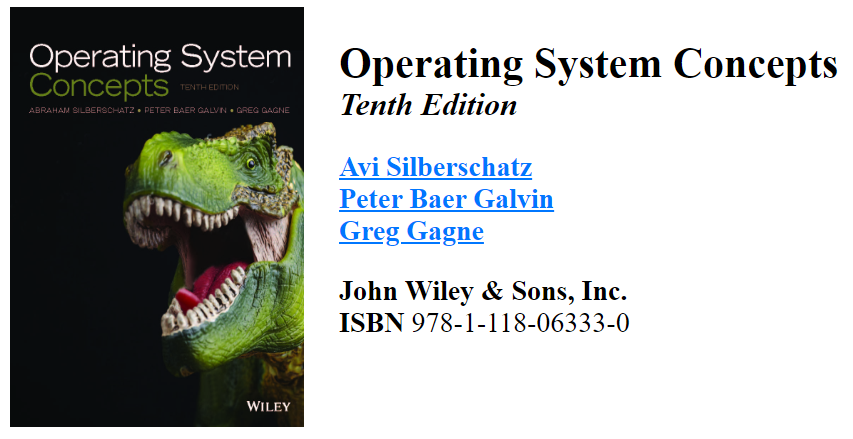 Operating System
Concepts TENTH EDITION
ABRAHAM SILBERSCHATZ • PETER BAER GALVIN • GREG GAGNE
WILEY
Operating System Concepts
Tenth Edition
Avi Silberschatz
Peter Baer Galvin
Greg Gagne
John Wiley & Sons, Inc.
ISBN 978-1-118-06333-0